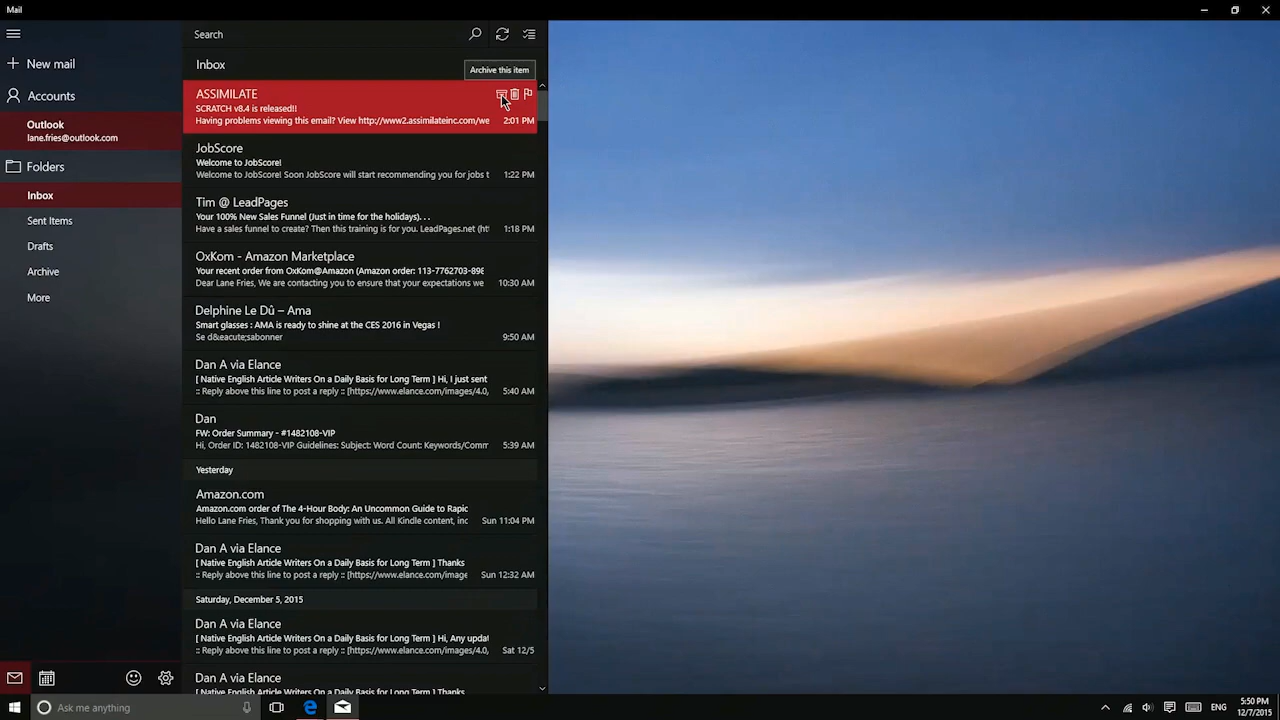 Mail
Search
Inbox
Archive this item
New mail
Accounts
Outlook
lane.fries@outlook.com
Folders
Inbox
Sent Items
Drafts
Archive
More
ASSIMILATE
SCRATCH v8.4 is released!!
Having problems viewing this email? View http://www2.assimilateinc.com/we 2:01 PM
JobScore
Welcome to JobScore!
Welcome to JobScore! Soon JobScore will start recommending you for jobs t 1:22 PM
Tim @ LeadPages
Your 100% New Sales Funnel (Just in time for the holidays). . .
Have a sales funnel to create? Then this training is for you. LeadPages.net (htt 1:18 PM
OxKom - Amazon Marketplace
Your recent order from OxKom@Amazon (Amazon order: 113-7762703-898
Dear Lane Fries, We are contacting you to ensure that your expectations we 10:30 AM
Delphine Le Dû – Ama
Smart glasses : AMA is ready to shine at the CES 2016 in Vegas !
Se d&eacute;sabonner 9:50 AM
Dan A via Elance
[ Native English Article Writers On a Daily Basis for Long Term ] Hi, I just sent
:: Reply above this line to post a reply :: [https://www.elance.com/images/4.0, 5:40 AM
Dan
FW: Order Summary - #1482108-VIP
Hi, Order ID: 1482108-VIP Guidelines: Subject: Word Count: Keywords/Comm 5:39 AM
Yesterday
Amazon.com
Amazon.com order of The 4-Hour Body: An Uncommon Guide to Rapic
Hello Lane Fries, Thank you for shopping with us. All Kindle content, inc Sun 11:04 PM
Dan A via Elance
[ Native English Article Writers On a Daily Basis for Long Term ] Thanks
:: Reply above this line to post a reply :: [https://www.elance.com/image Sun 12:32 AM
Saturday, December 5, 2015
Dan A via Elance
[ Native English Article Writers On a Daily Basis for Long Term ] Hi, Any updat
:: Reply above this line to post a reply :: [https://www.elance.com/images/4.0, Sat 12/5
Dan A via Elance
[ Native English Article Writers On a Daily Basis for Long Term ] Thanks
Ask me anything
ENG
5:50 PM
12/7/2015